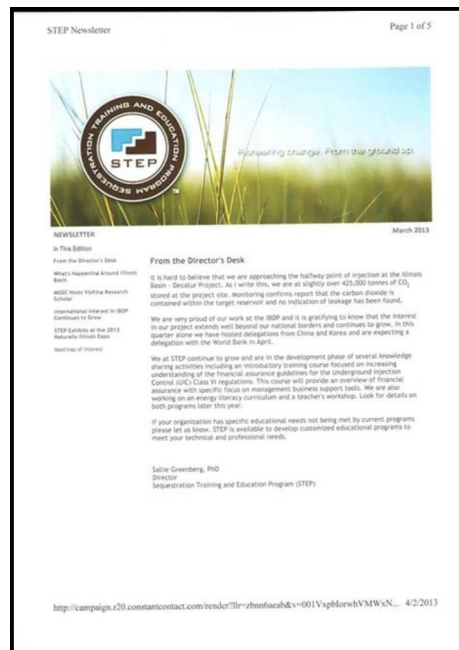 STEP Newsletter
Page 1 of 5
SEQUESTRATION TRAINING AND EDUCATION PROGRAM
STEP
TM
Pioneering change. From the ground up.
NEWSLETTER
March 2013
In This Edition
From the Director's Desk
What's Happening Around Illinois
Basin
MGSC Hosts Visiting Research
Scholar
International Interest in IBDP
Continues to Grow
STEP Exhibits at the 2013
Naturally Illinois Expo
Meetings of Interest
From the Director's Desk
It is hard to believe that we are approaching the halfway point of injection at the Illinois
Basin - Decatur Project. As I write this, we are at slightly over 425,000 tonnes of CO2
stored at the project site. Monitoring confirms report that the carbon dioxide is
contained within the target reservoir and no indication of leakage has been found.
We are very proud of our work at the IBDP and it is gratifying to know that the interest
in our project extends well beyond our national borders and continues to grow. In this
quarter alone we have hosted delegations from China and Korea and are expecting a
delegation with the World Bank in April.
We at STEP continue to grow and are in the development phase of several knowledge
sharing activities including an introductory training course focused on increasing
understanding of the financial assurance guidelines for the Underground Injection
Control (UIC) Class VI regulations. This course will provide an overview of financial
assurance with specific focus on management business support tools. We are also
working on an energy literacy curriculum and a teacher's workshop. Look for details on
both programs later this year.
If your organization has specific educational needs not being met by current programs
please let us know. STEP is available to develop customized educational programs to
meet your technical and professional needs.
Sallie Greenberg, PhD
Director
Sequestration Training and Education Program (STEP)
4/2/2013